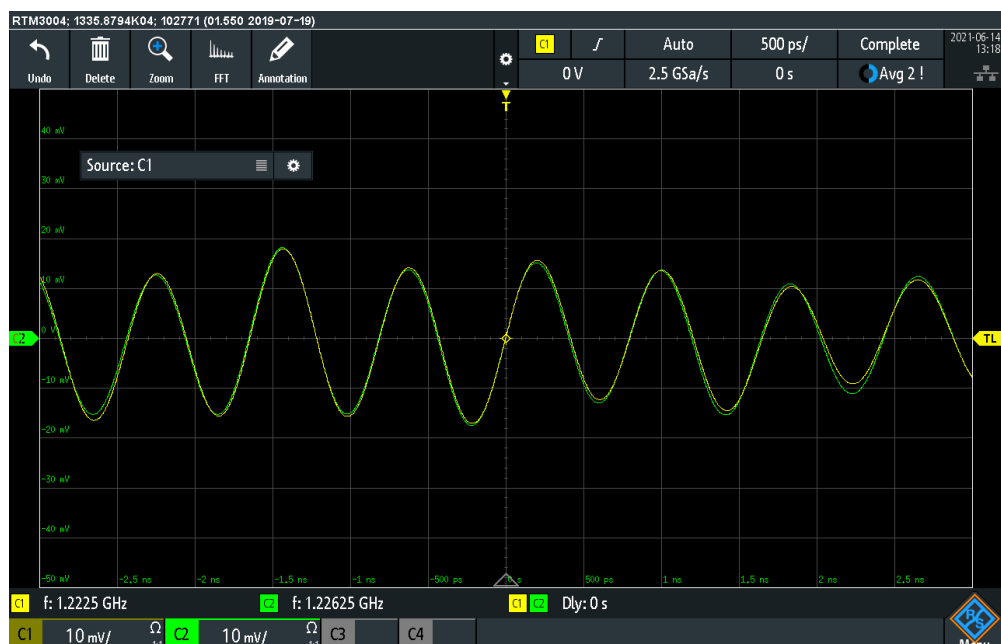 RTM3004; 1335.8794K04; 102771 (01.550 2019-07-19)
Undo Delete Zoom FFT Annotation
C1 Auto 500 ps/ Complete 2021-06-14
13:18
0 V 2.5 GSa/s 0 s Avg 2 !
T
40 mV
Source: C1
30 mV
20 mV
10 mV
C2 0 V TL
-10 mV
-20 mV
-30 mV
-40 mV
-50 mV -2.5 ns -2 ns -1.5 ns -1 ns -500 ps 0 s 500 ps 1 ns 1.5 ns 2 ns 2.5 ns
C1 f: 1.2225 GHz C2 f: 1.22625 GHz C1 C2 Dly: 0 s
C1 10 mV/ Ω C2 10 mV/ Ω C3 C4
R&S
Menu